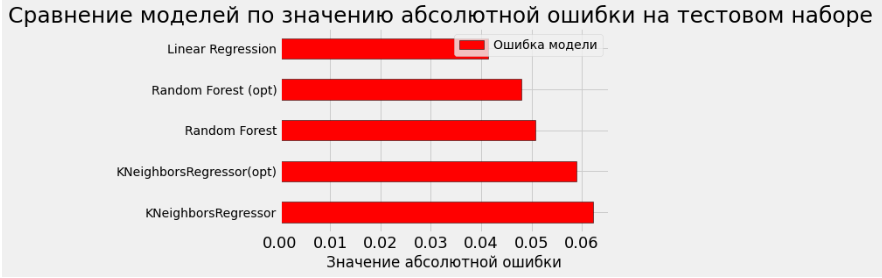 Сравнение моделей по значению абсолютной ошибки на тестовом наборе
Linear Regression
Ошибка модели
Random Forest (opt)
Random Forest
KNeighborsRegressor(opt)
KNeighborsRegressor
0.00 0.01 0.02 0.03 0.04 0.05 0.06
Значение абсолютной ошибки